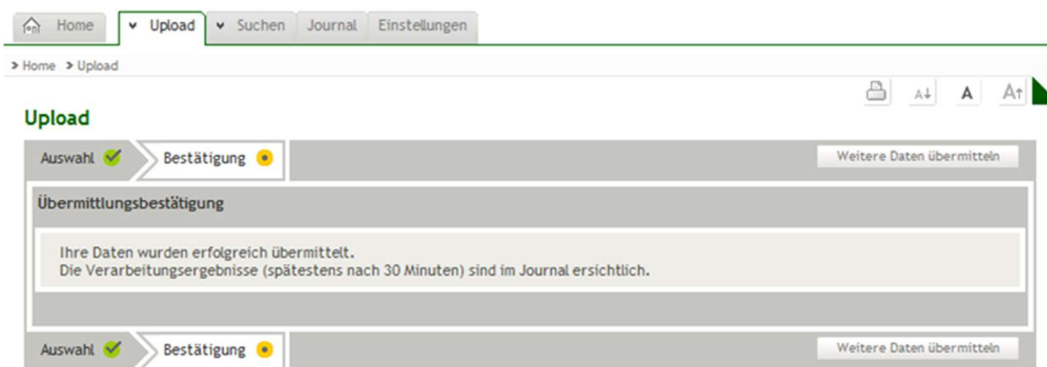 Home Upload Suchen Journal Einstellungen
> Home > Upload
A↓ A A↑
Upload
Auswahl Bestätigung Weitere Daten übermitteln
Übermittlungsbestätigung
Ihre Daten wurden erfolgreich übermittelt.
Die Verarbeitungsergebnisse (spätestens nach 30 Minuten) sind im Journal ersichtlich.
Auswahl Bestätigung Weitere Daten übermitteln